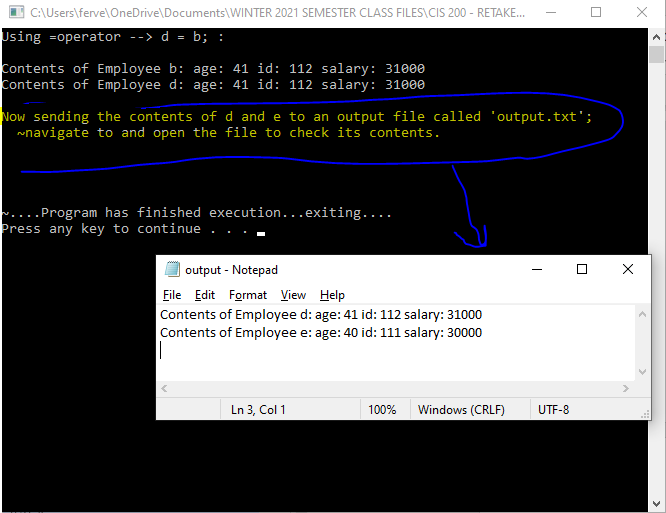 C:\Users\ferve\OneDrive\Documents\WINTER 2021 SEMESTER CLASS FILES\CIS 200 - RETAKE...
Using =operator --> d = b; :
Contents of Employee b: age: 41 id: 112 salary: 31000
Contents of Employee d: age: 41 id: 112 salary: 31000
Now sending the contents of d and e to an output file called 'output.txt';
~navigate to and open the file to check its contents.
~....Program has finished execution...exiting....
Press any key to continue . . .
output - Notepad
File Edit Format View Help
Contents of Employee d: age: 41 id: 112 salary: 31000
Contents of Employee e: age: 40 id: 111 salary: 30000
Ln 3, Col 1 100% Windows (CRLF) UTF-8